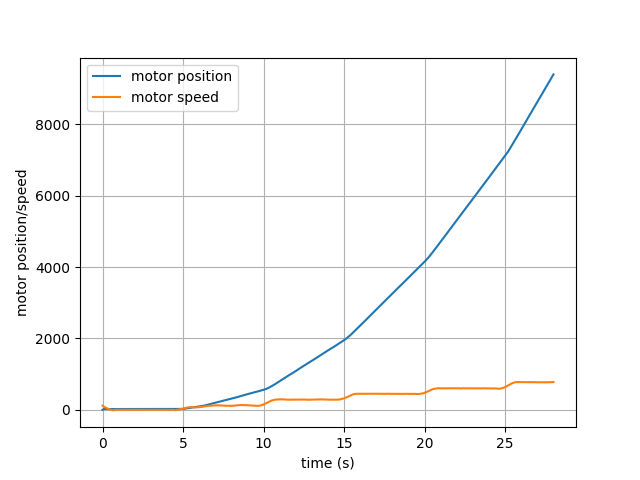 motor position
motor speed
8000
6000
4000
2000
0
motor position/speed
0 5 10 15 20 25
time (s)